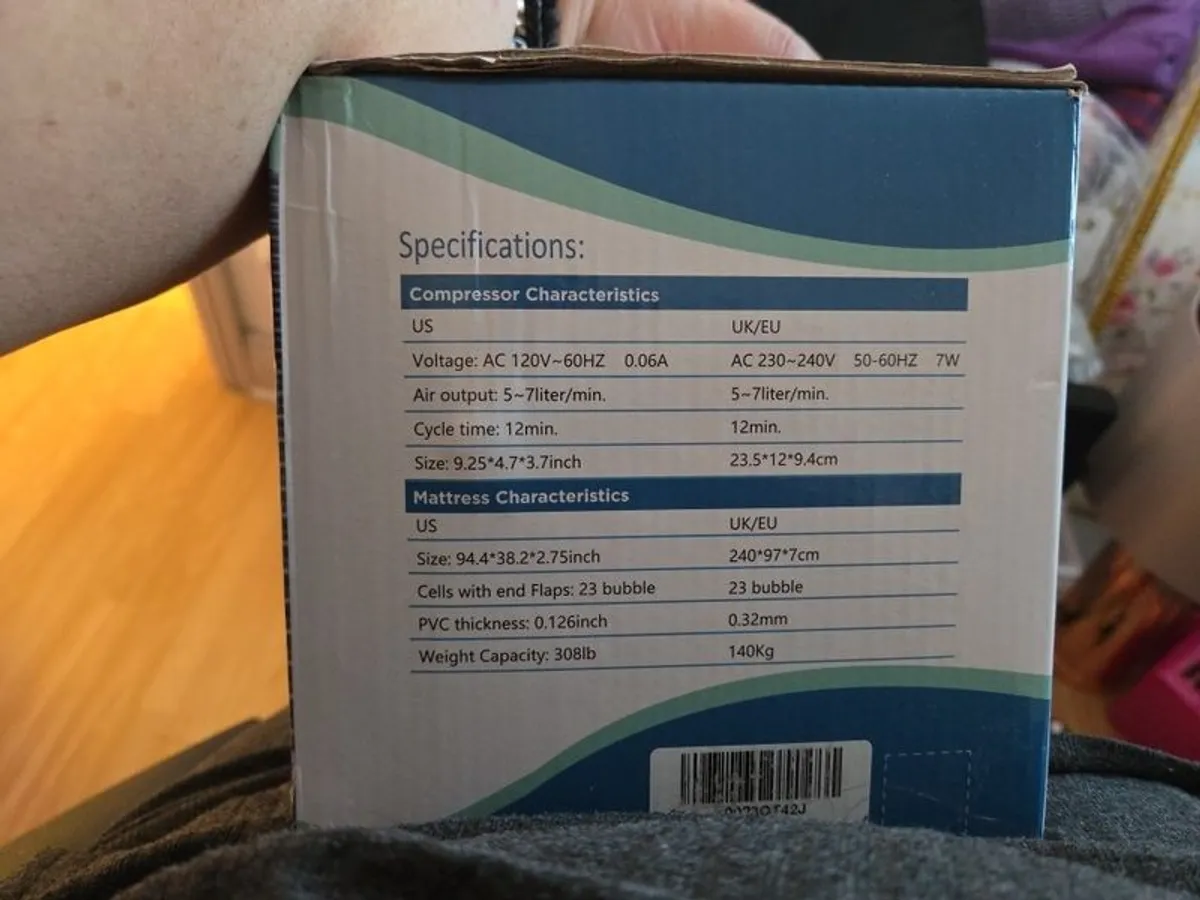 Specifications:
Compressor Characteristics
US UK/EU
Voltage: AC 120V~60HZ 0.06A AC 230~240V 50-60HZ 7W
Air output: 5~7liter/min. 5~7liter/min.
Cycle time: 12min. 12min.
Size: 9.25*4.7*3.7inch 23.5*12*9.4cm
Mattress Characteristics
US UK/EU
Size: 94.4*38.2*2.75inch 240*97*7cm
Cells with end Flaps: 23 bubble 23 bubble
PVC thickness: 0.126inch 0.32mm
Weight Capacity: 308lb 140Kg